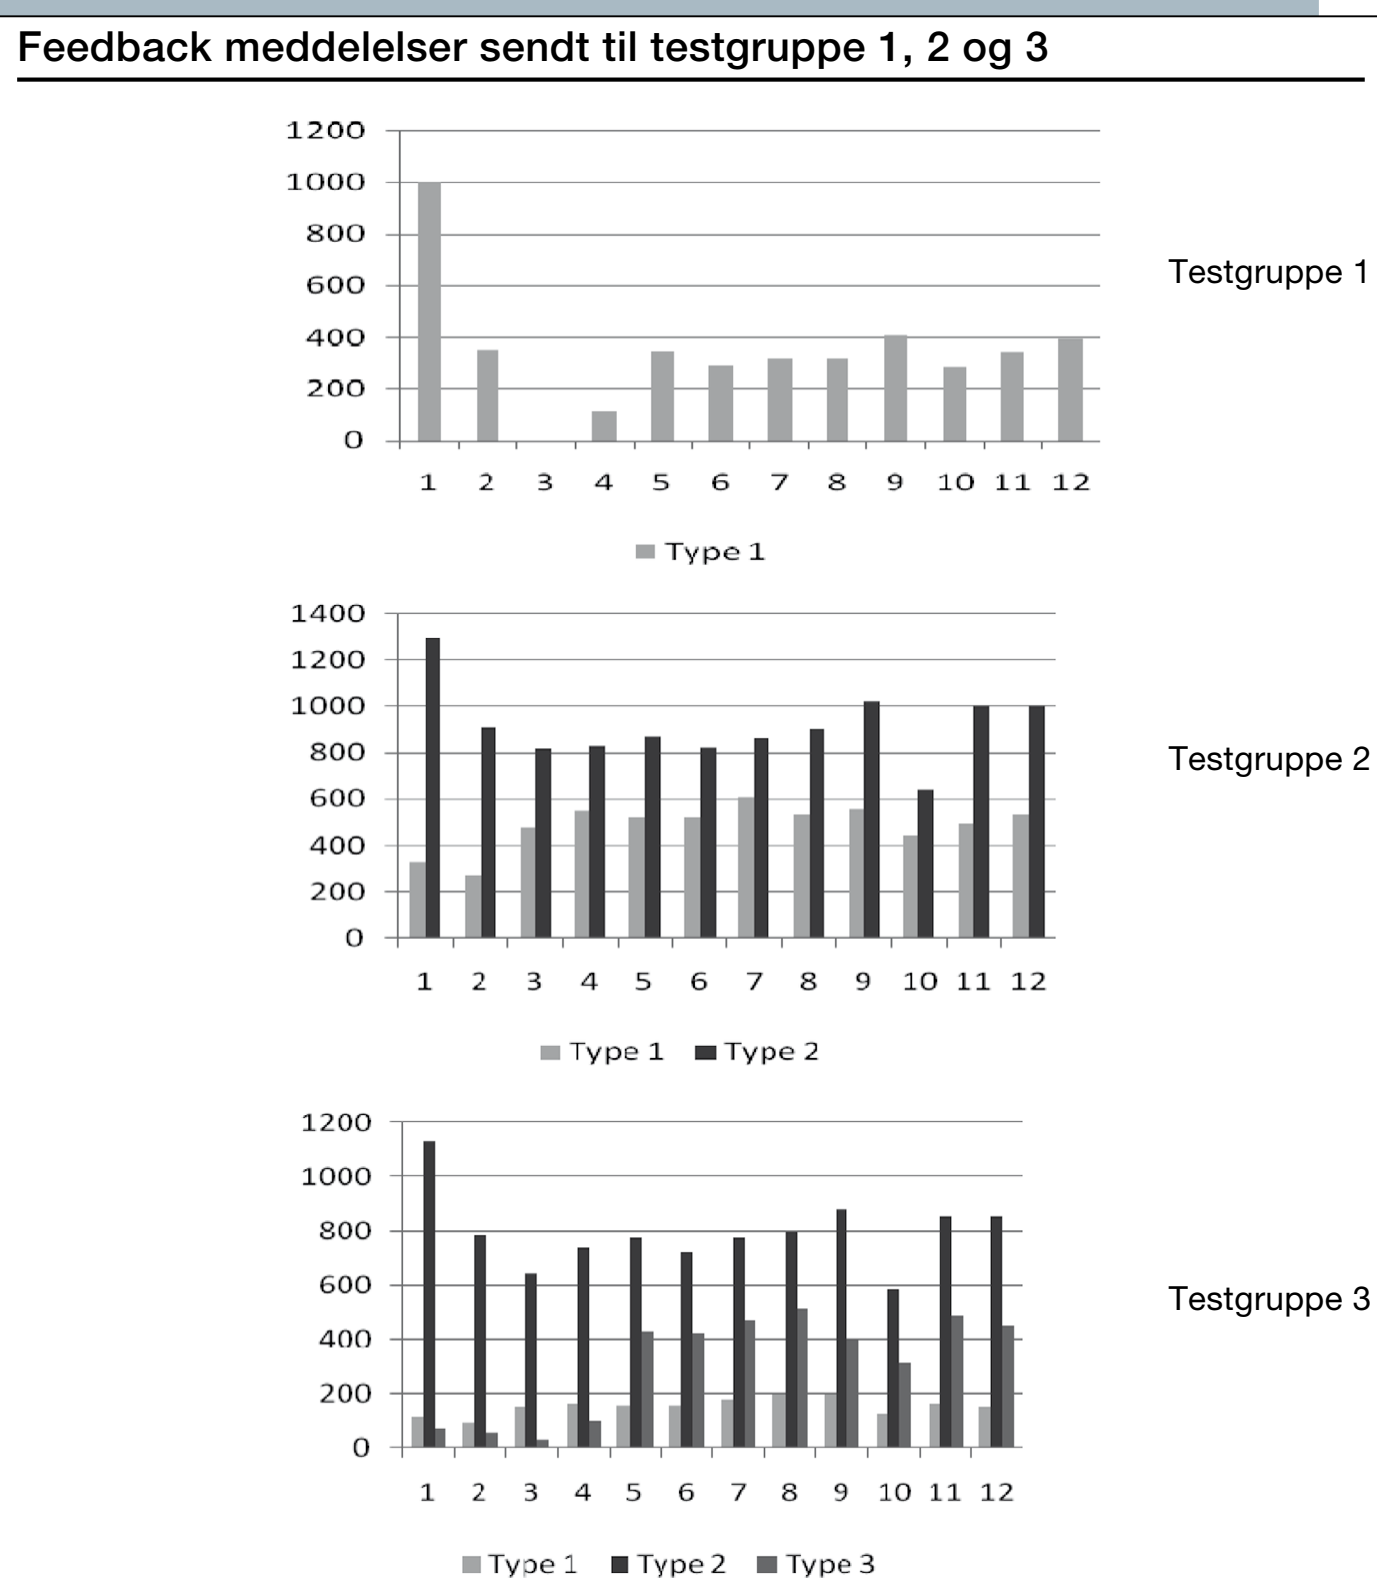 Feedback meddelelser sendt til testgruppe 1, 2 og 3
1200
1000
800
600
400
200
0
1 2 3 4 5 6 7 8 9 10 11 12
Type 1
Testgruppe 1
1400
1200
1000
800
600
400
200
0
1 2 3 4 5 6 7 8 9 10 11 12
Type 1 Type 2
Testgruppe 2
1200
1000
800
600
400
200
0
1 2 3 4 5 6 7 8 9 10 11 12
Type 1 Type 2 Type 3
Testgruppe 3